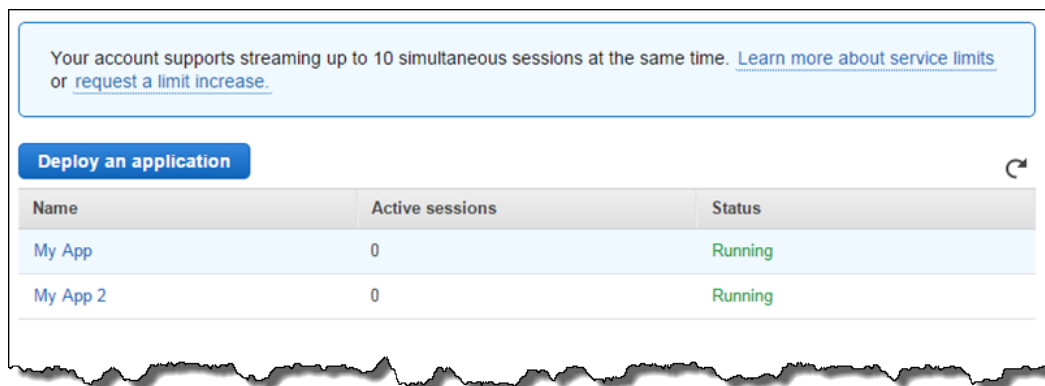 Your account supports streaming up to 10 simultaneous sessions at the same time. Learn more about service limits
or request a limit increase.
Deploy an application
Name Active sessions Status
My App 0 Running
My App 2 0 Running